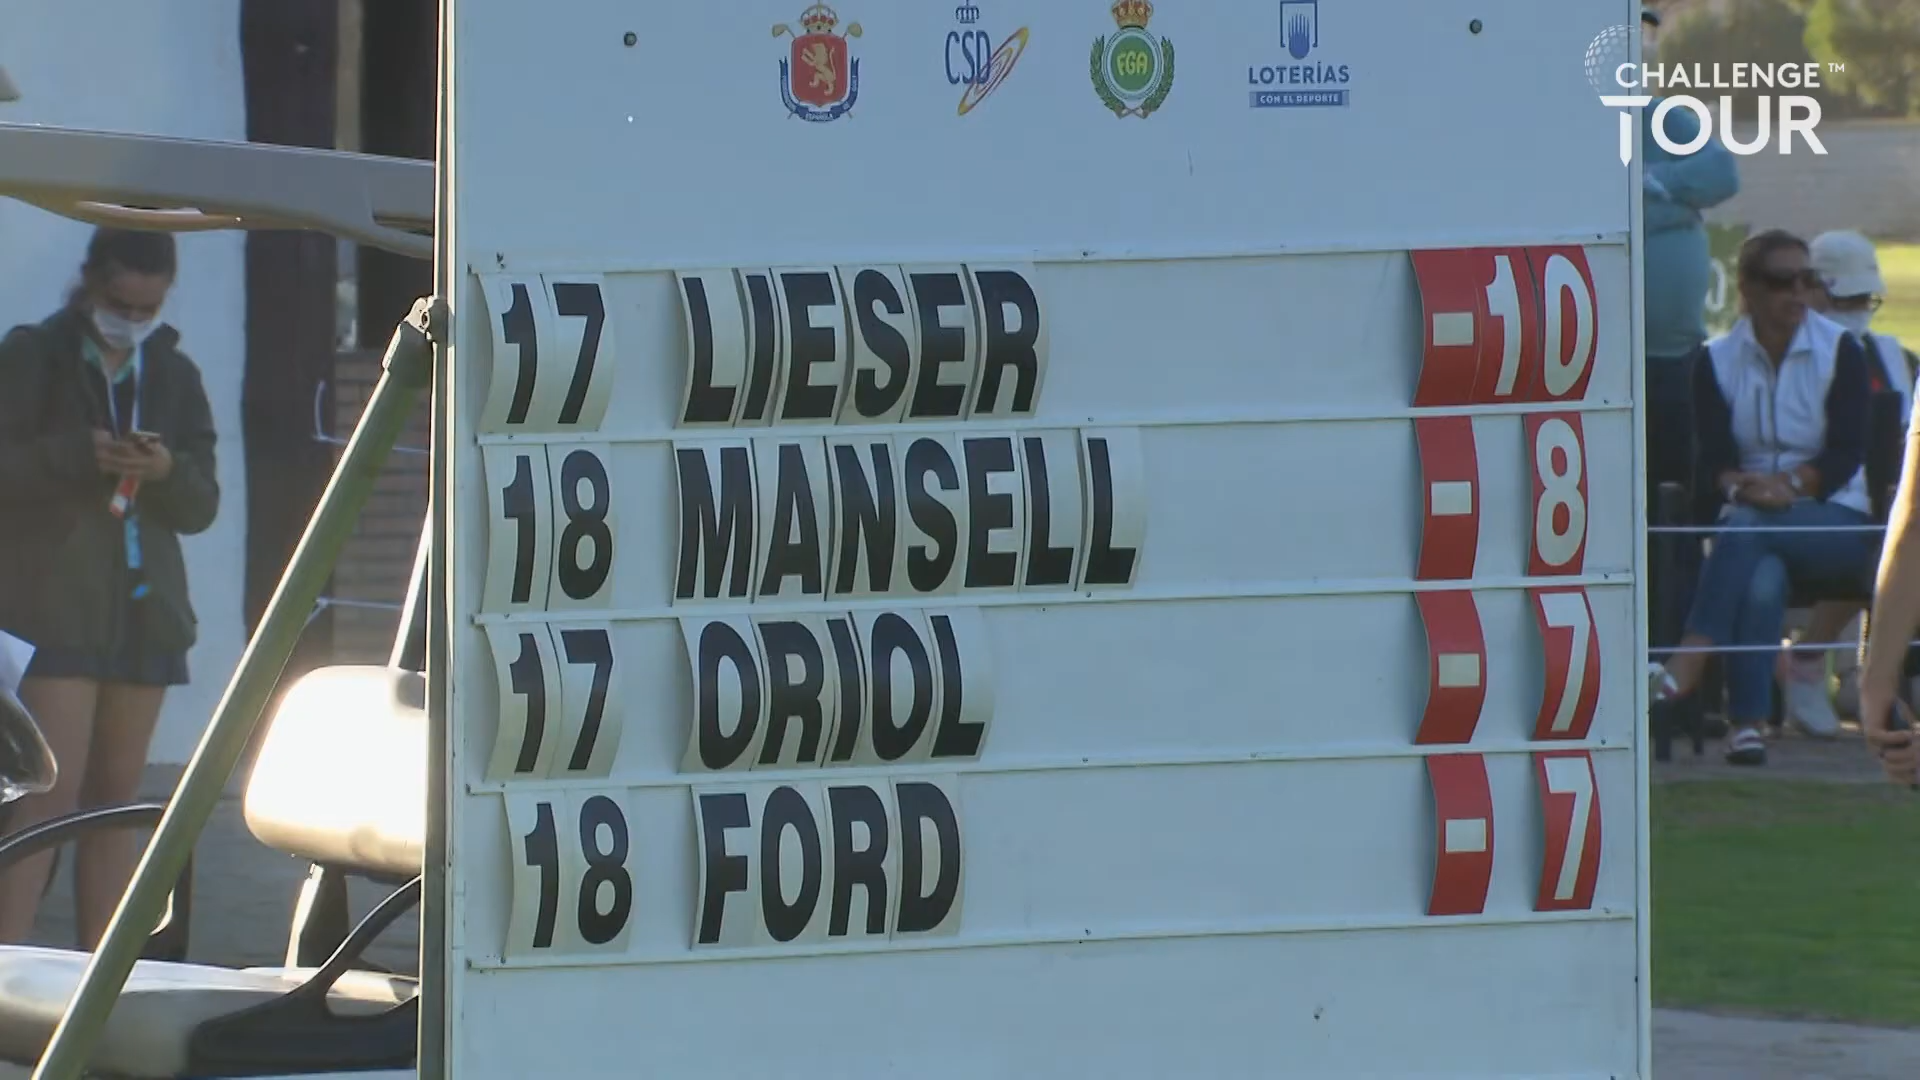 CSD
FGA
LOTERÍAS
CON EL DEPORTE
CHALLENGE™
TOUR
ESPAÑOLA
17 LIESER -10
18 MANSELL -8
17 ORIOL -7
18 FORD -7